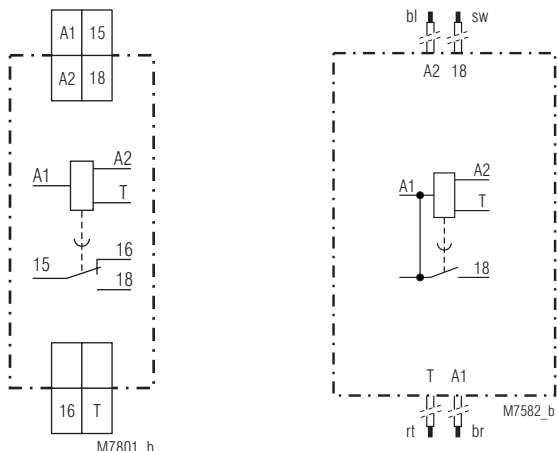 A1 15
A2 18
A1
A2
T
15
16
18
16 T
M7801_b
bl sw
A2 18
A1
A2
T
18
T A1
rt br
M7582_b